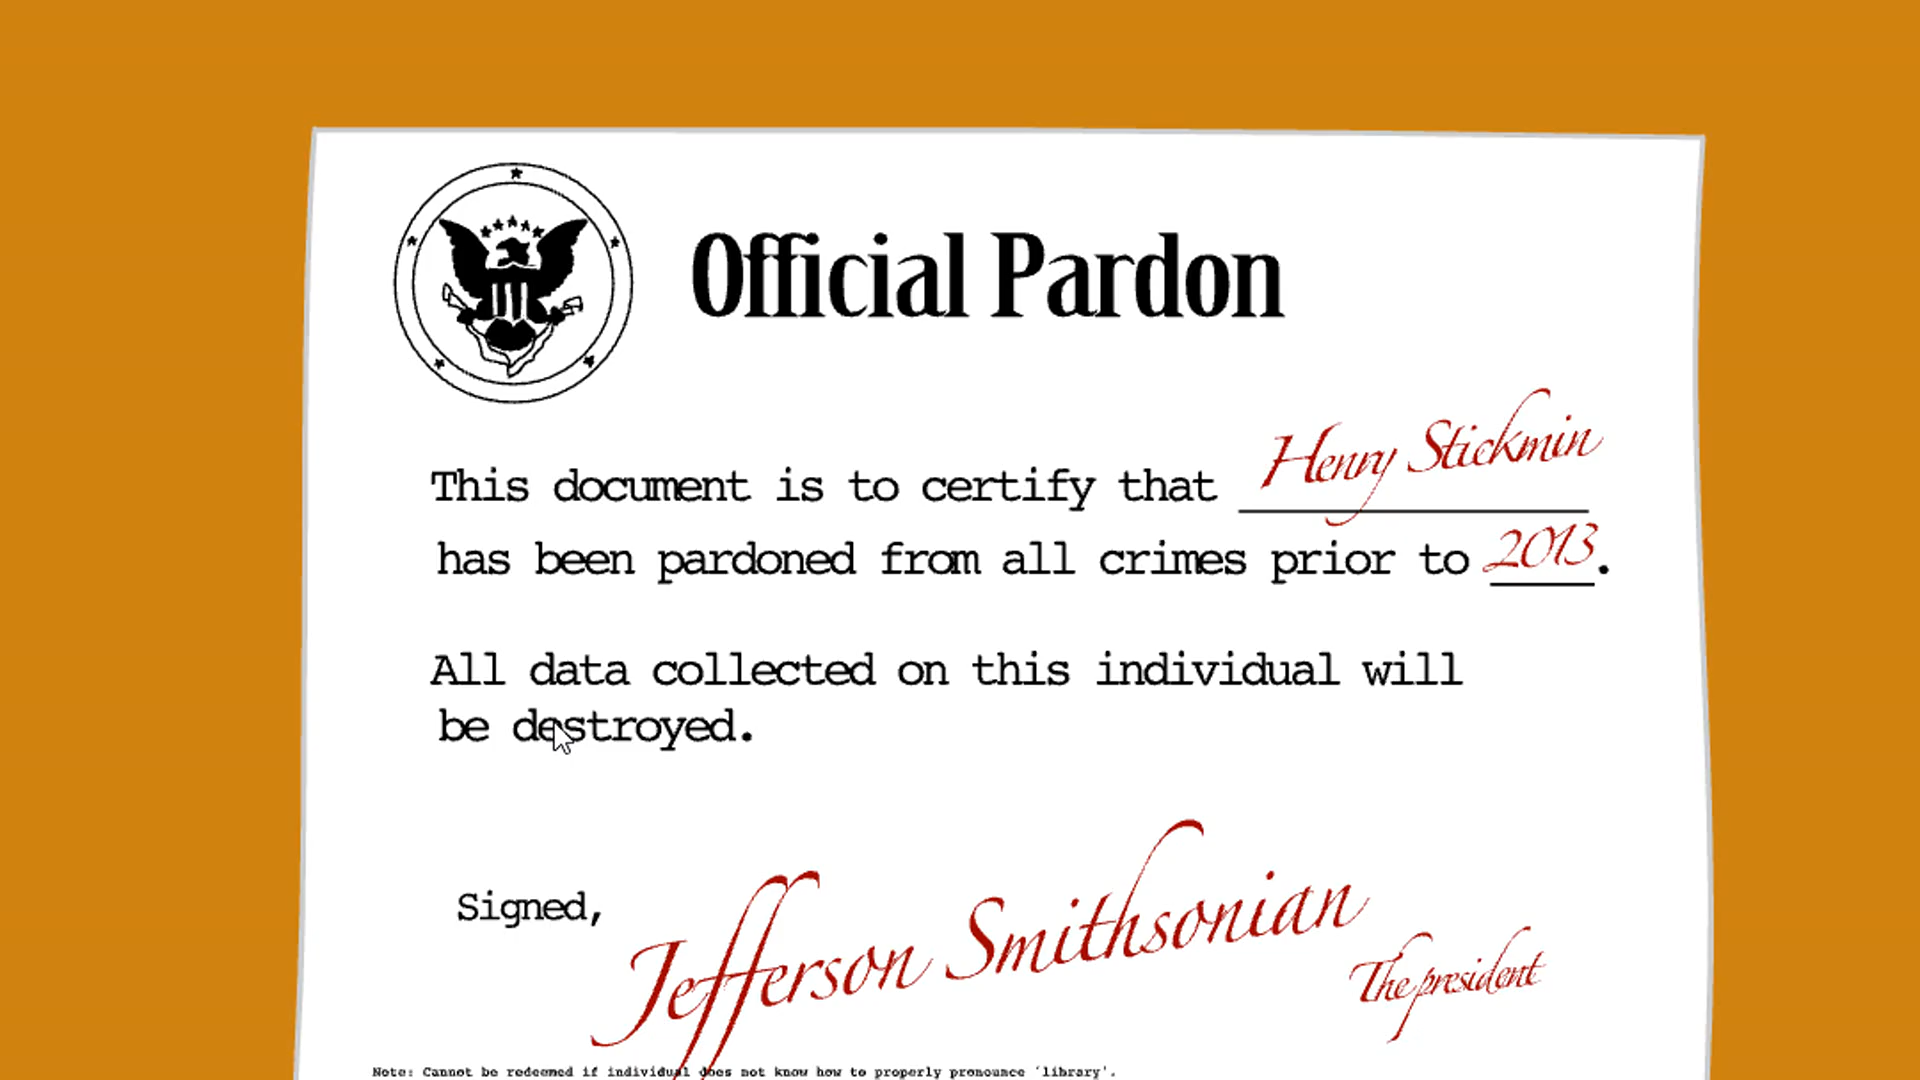 Official Pardon
This document is to certify that Henry Stickmin
has been pardoned from all crimes prior to 2013.
All data collected on this individual will
be destroyed.
Signed, Jefferson Smithsonian
The president
Note: Cannot be redeemed if individual does not know how to properly pronounce 'library'.